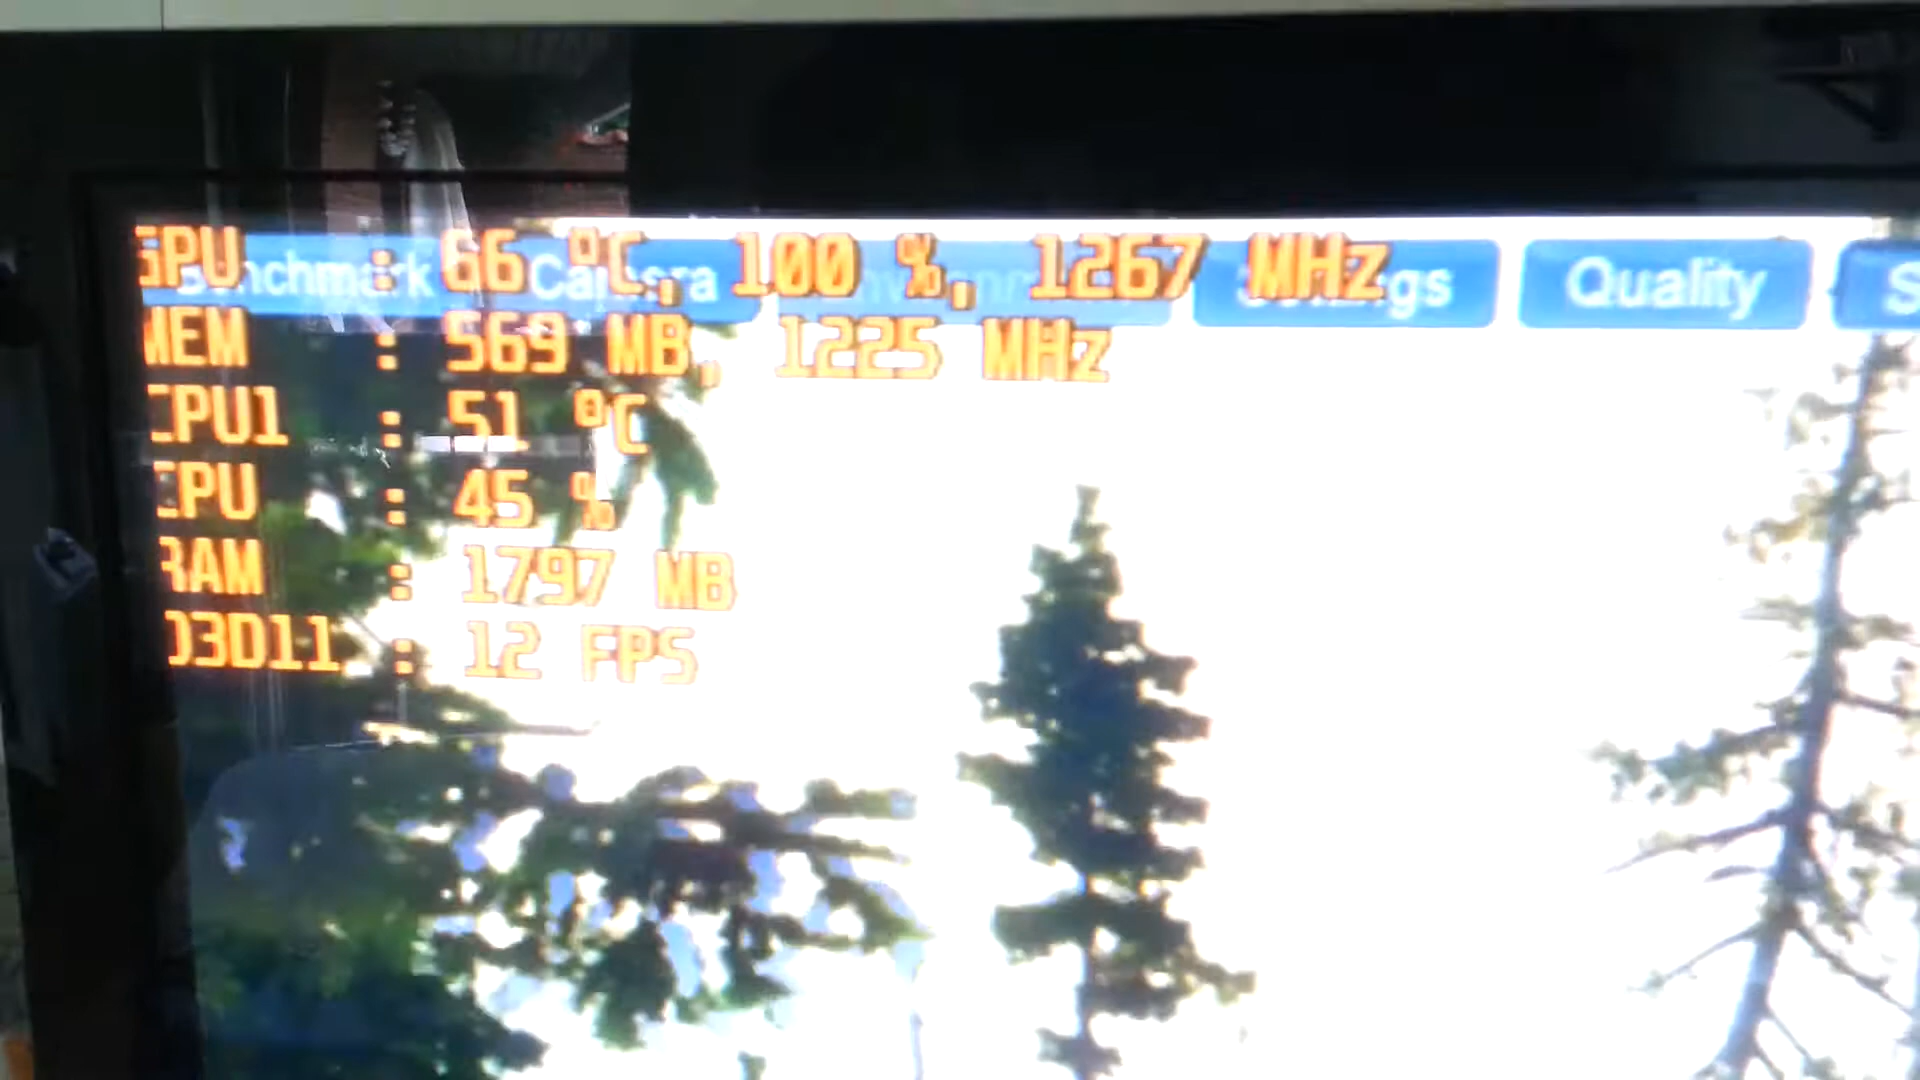 GPU : 66 °C, 100 %, 1267 MHz
MEM : 569 MB, 1225 MHz
CPU1 : 51 °C
CPU : 45 %
RAM : 1797 MB
D3D11 : 12 FPS
Quality